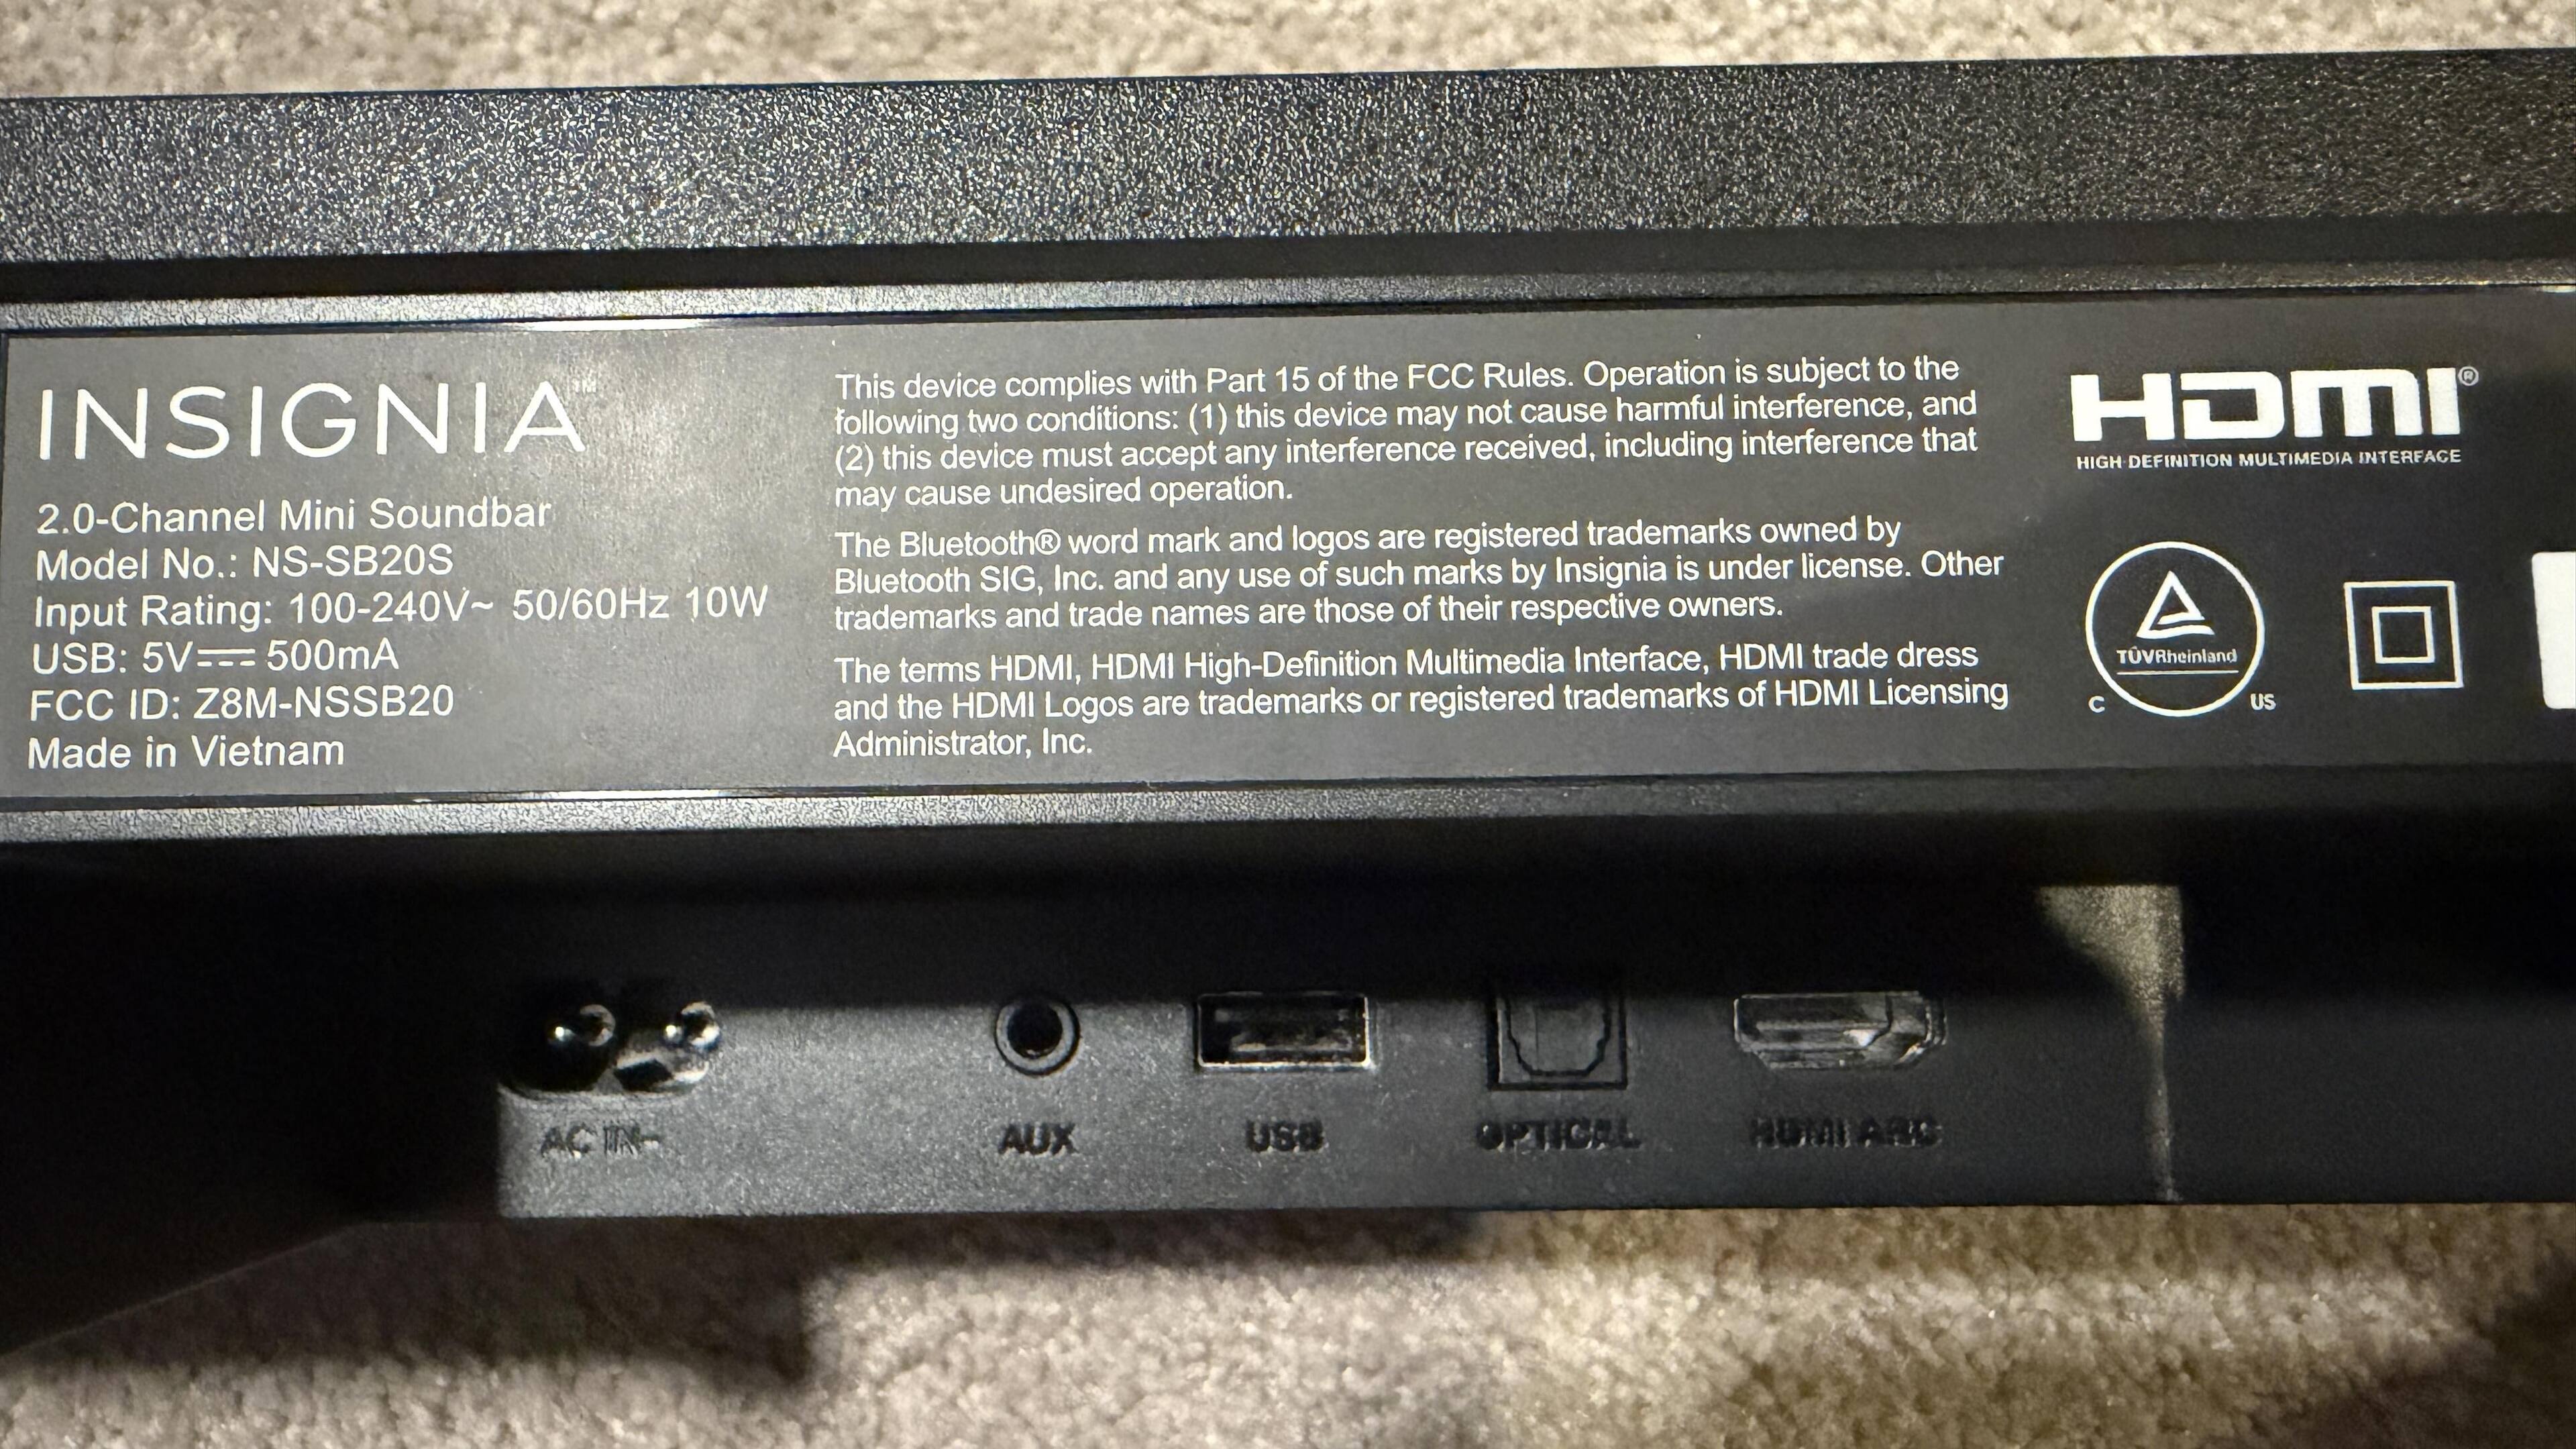 INSIGNIA™
2.0-Channel Mini Soundbar
Model No.: NS-SB20S
Input Rating: 100-240V~ 50/60Hz 10W
USB: 5V⎓500mA
FCC ID: Z8M-NSSB20
Made in Vietnam
This device complies with Part 15 of the FCC Rules. Operation is subject to the
following two conditions: (1) this device may not cause harmful interference, and
(2) this device must accept any interference received, including interference that
may cause undesired operation.
The Bluetooth® word mark and logos are registered trademarks owned by
Bluetooth SIG, Inc. and any use of such marks by Insignia is under license. Other
trademarks and trade names are those of their respective owners.
The terms HDMI, HDMI High-Definition Multimedia Interface, HDMI trade dress
and the HDMI Logos are trademarks or registered trademarks of HDMI Licensing
Administrator, Inc.
HDMI®
HIGH-DEFINITION MULTIMEDIA INTERFACE
TÜVRheinland
C US
AC IN~
AUX
USB
OPTICAL
HDMI ARC